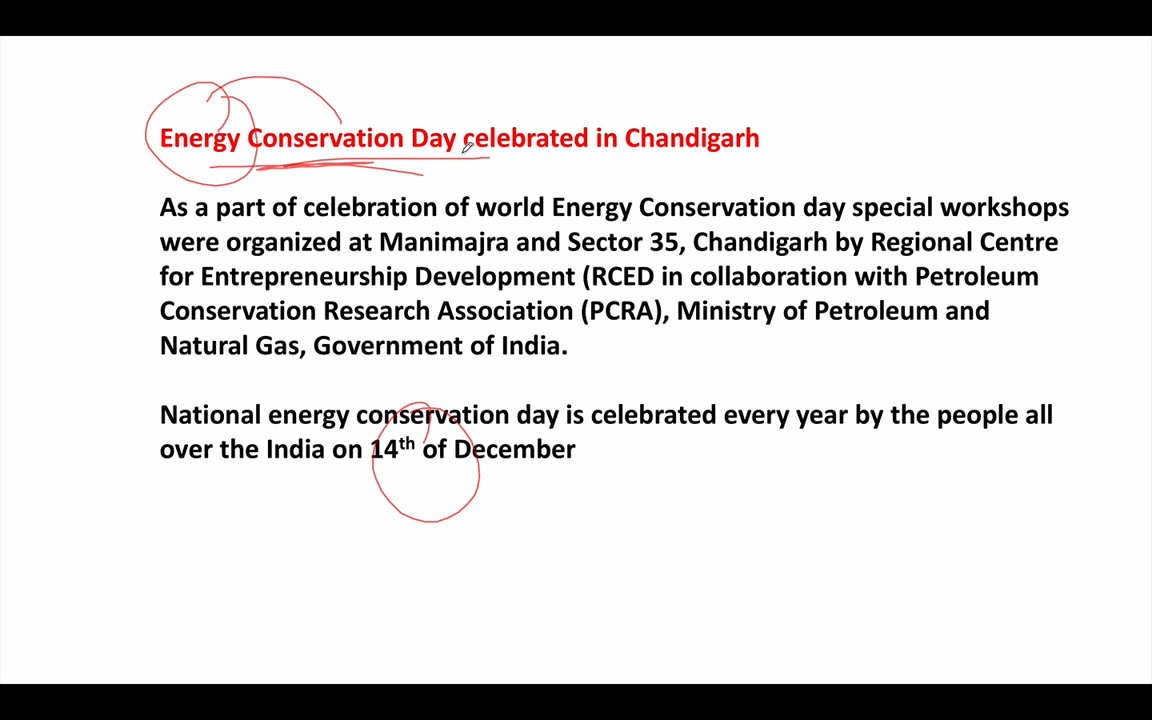 Energy Conservation Day celebrated in Chandigarh
As a part of celebration of world Energy Conservation day special workshops
were organized at Manimajra and Sector 35, Chandigarh by Regional Centre
for Entrepreneurship Development (RCED in collaboration with Petroleum
Conservation Research Association (PCRA), Ministry of Petroleum and
Natural Gas, Government of India.
National energy conservation day is celebrated every year by the people all
over the India on 14th of December